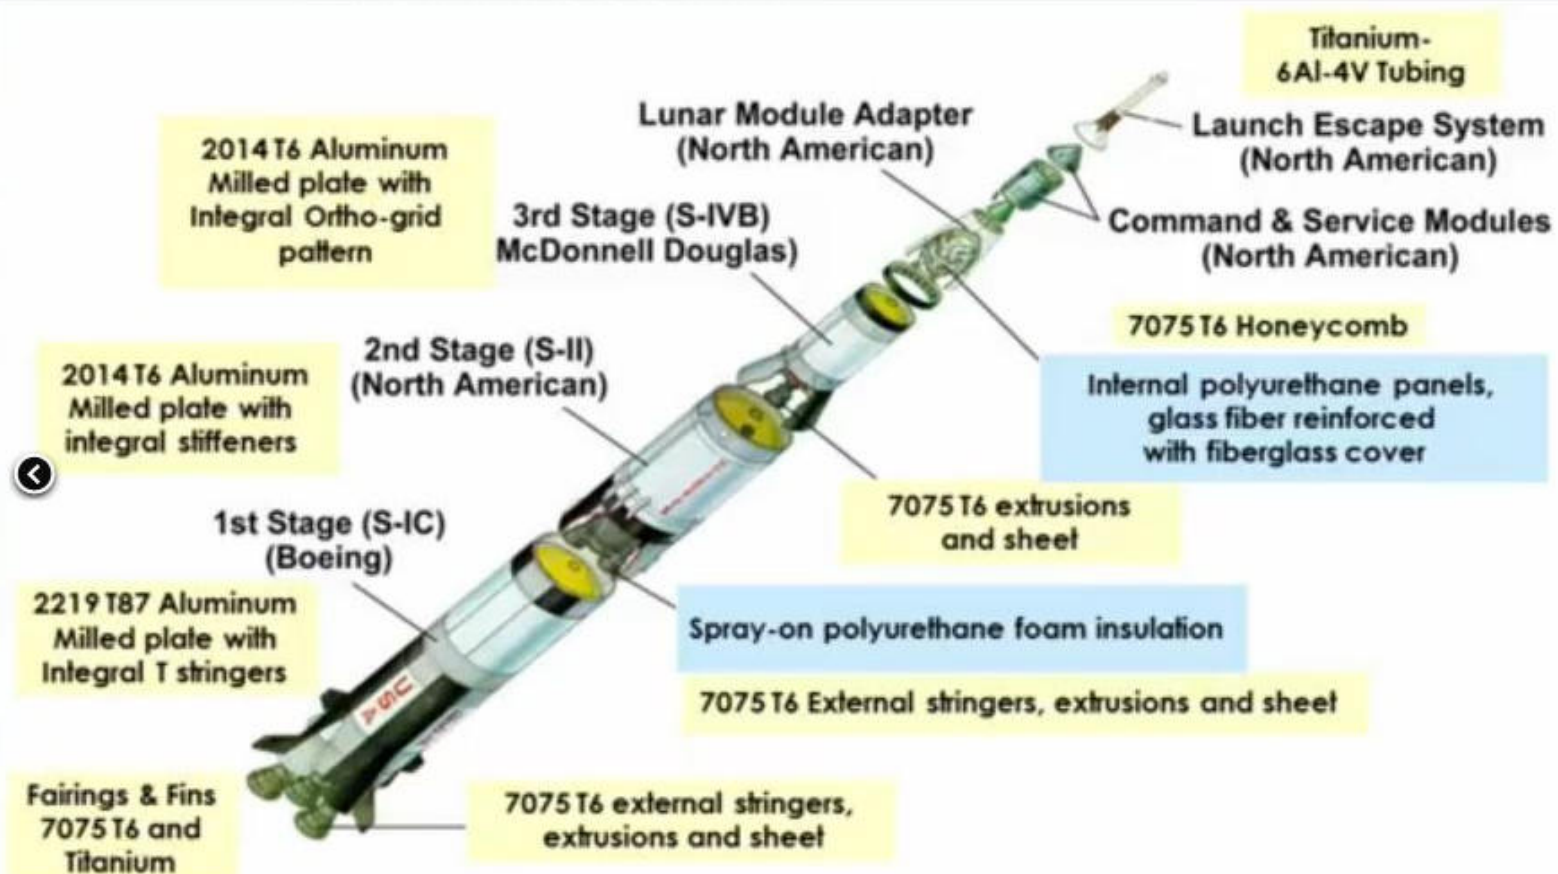 Titanium-
6Al-4V Tubing
Lunar Module Adapter
(North American)
Launch Escape System
(North American)
2014 T6 Aluminum
Milled plate with
Integral Ortho-grid
pattern
3rd Stage (S-IVB)
McDonnell Douglas)
Command & Service Modules
(North American)
7075 T6 Honeycomb
2nd Stage (S-II)
(North American)
2014 T6 Aluminum
Milled plate with
integral stiffeners
Internal polyurethane panels,
glass fiber reinforced
with fiberglass cover
7075 T6 extrusions
and sheet
1st Stage (S-IC)
(Boeing)
2219 T87 Aluminum
Milled plate with
Integral T stringers
Spray-on polyurethane foam insulation
7075 T6 External stringers, extrusions and sheet
USA
Fairings & Fins
7075 T6 and
Titanium
7075 T6 external stringers,
extrusions and sheet